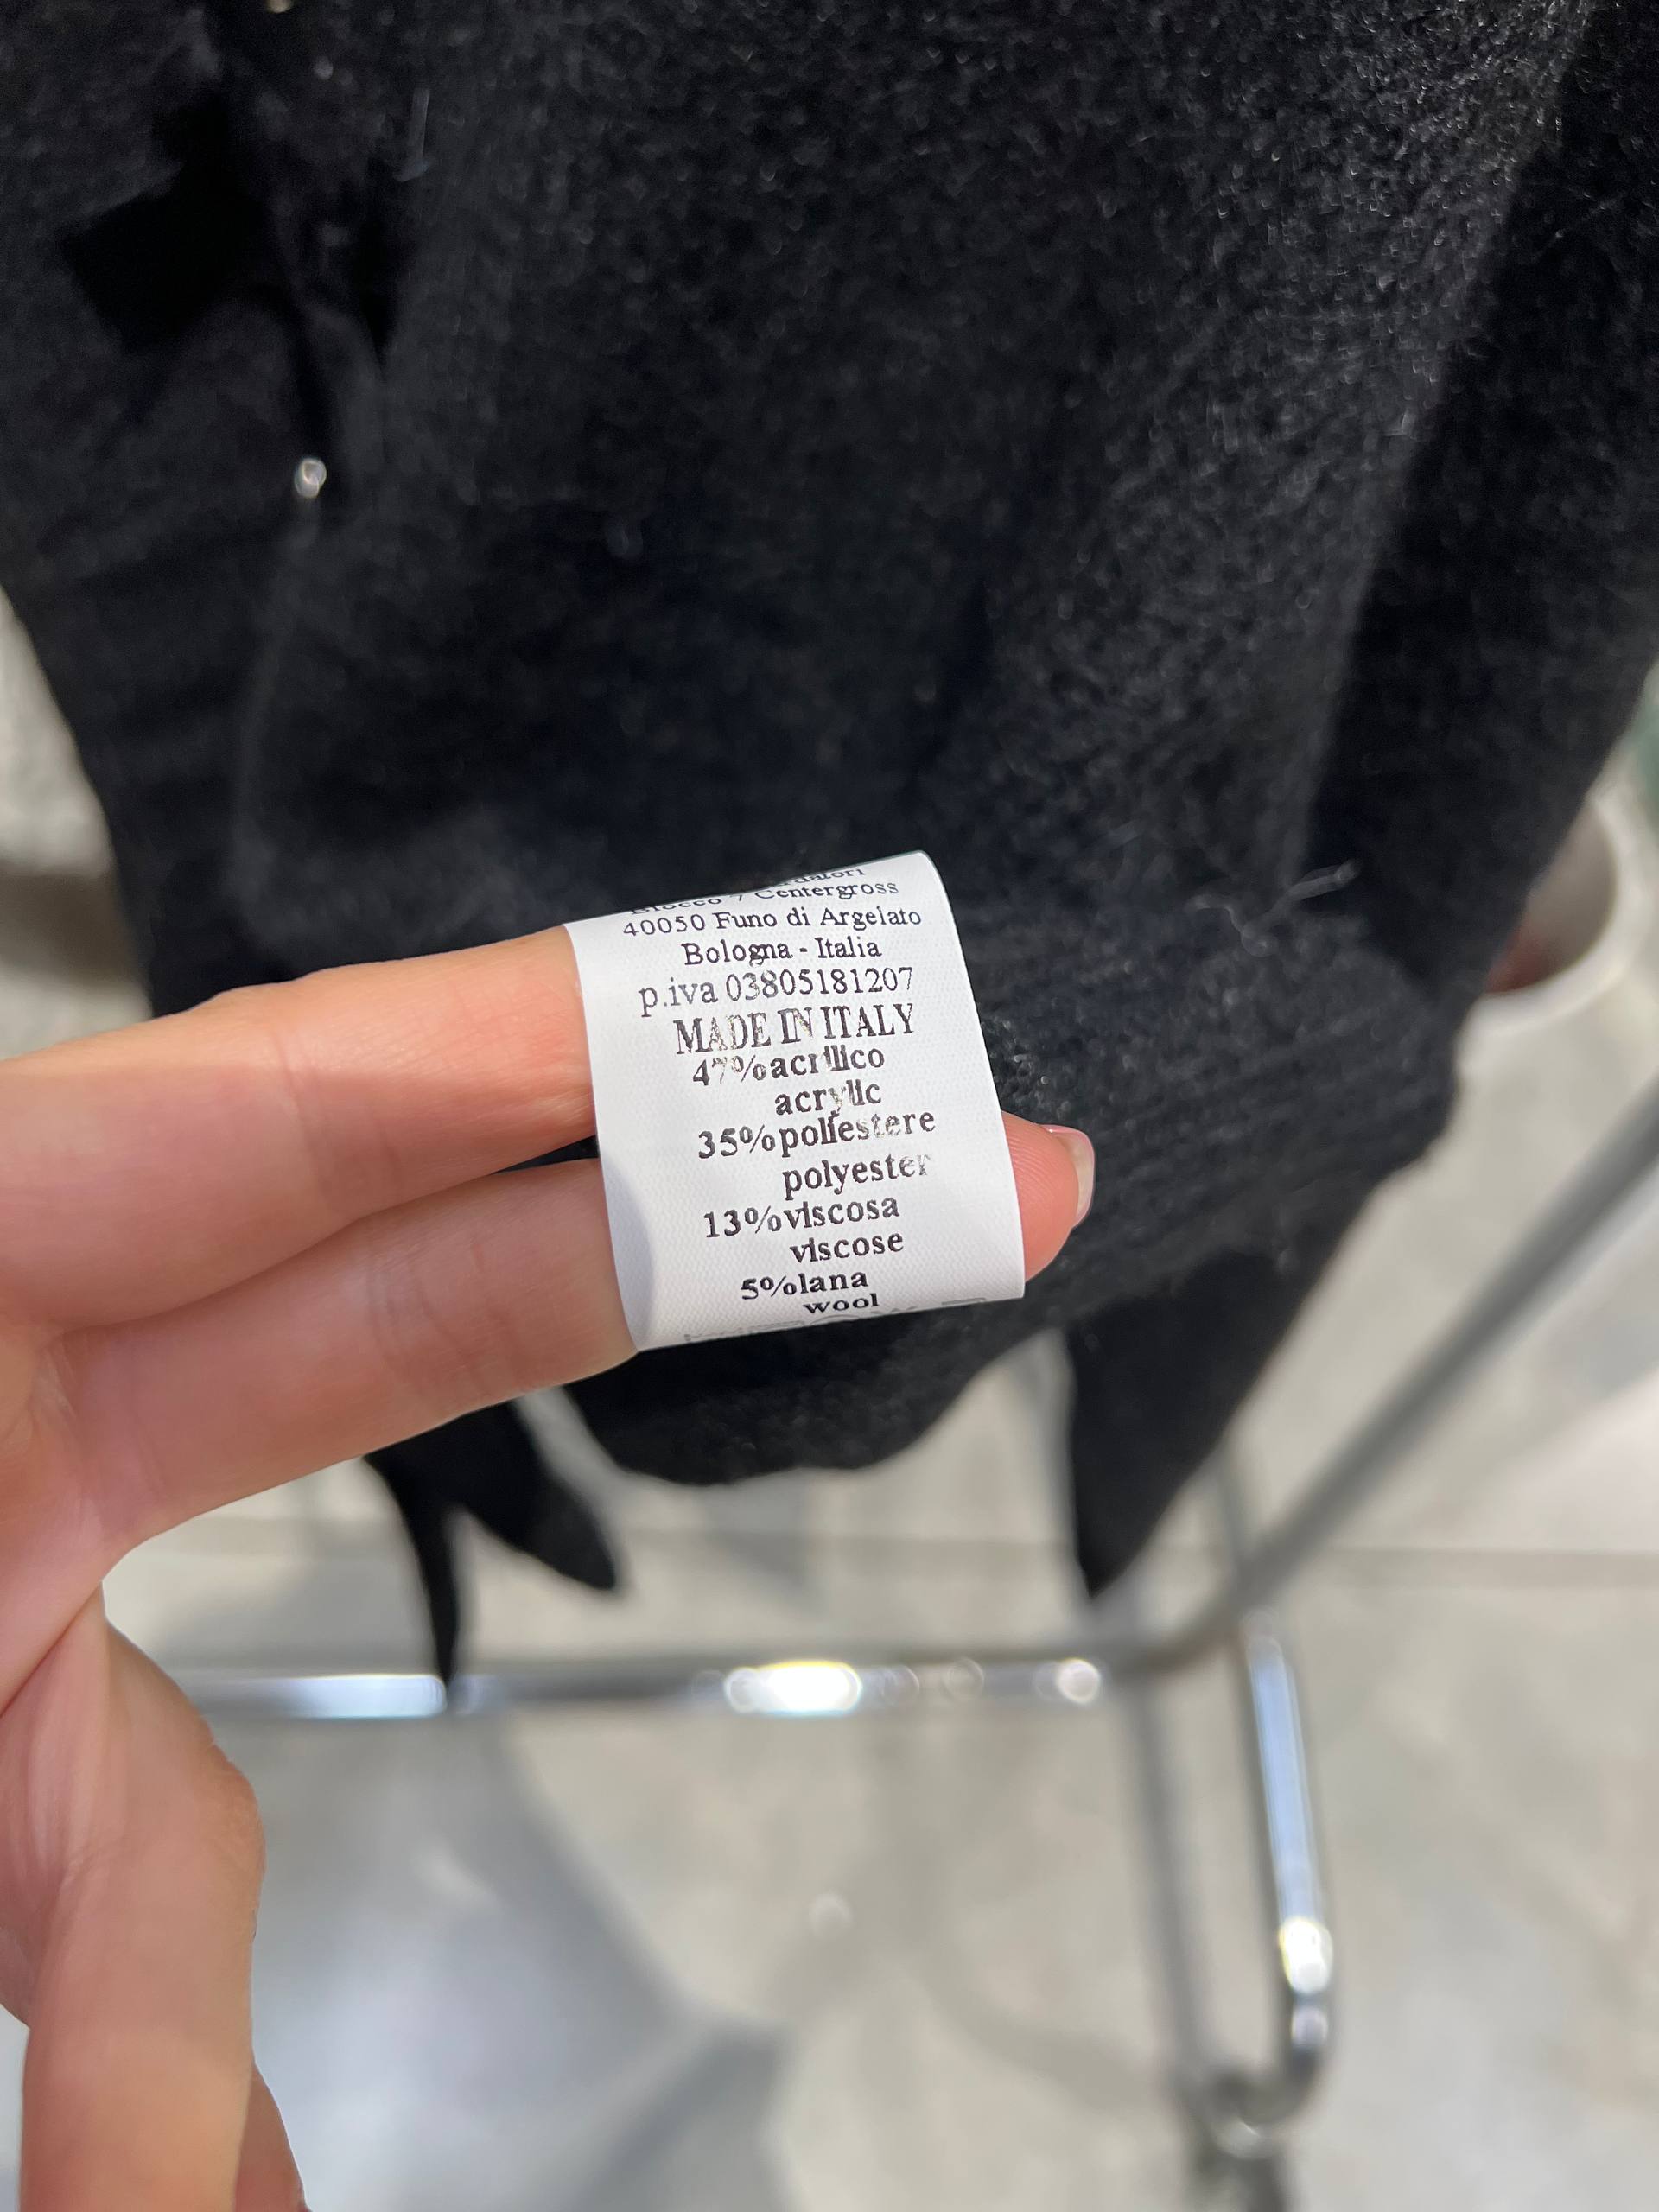 Centergross
40050 Funo di Argelato
Bologna - Italia
p.iva 03805181207
MADE IN ITALY
47%acrilico
acrylic
35%poliestere
polyester
13%viscosa
viscose
5%lana
wool